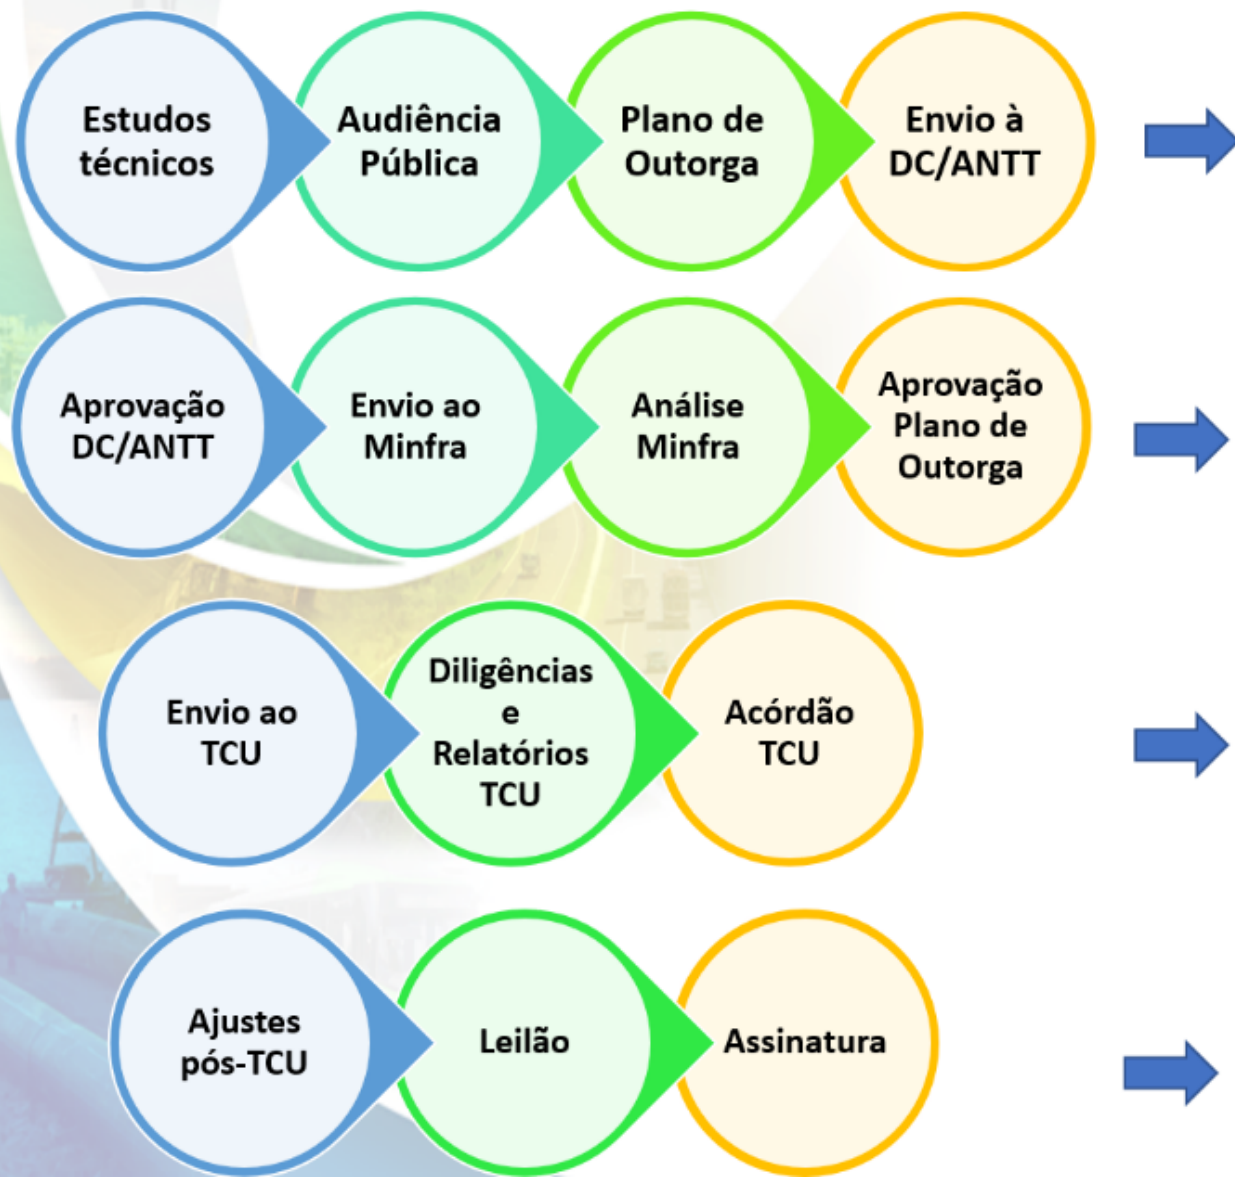 Estudos
técnicos
Audiência
Pública
Plano de
Outorga
Envio à
DC/ANTT
Aprovação
DC/ANTT
Envio ao
Minfra
Análise
Minfra
Aprovação
Plano de
Outorga
Envio ao
TCU
Diligências
e
Relatórios
TCU
Acórdão
TCU
Ajustes
pós-TCU
Leilão
Assinatura